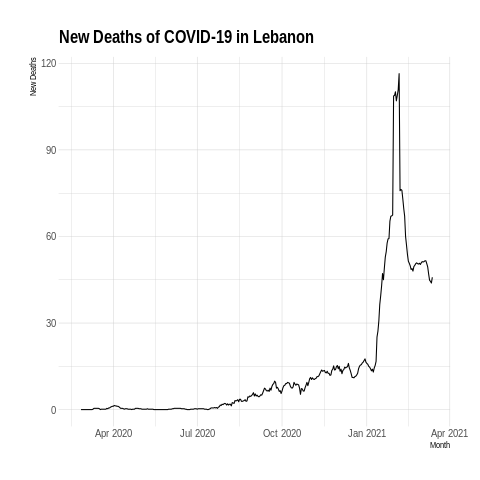 New Deaths of COVID-19 in Lebanon
New Deaths
120
90
60
30
0
Apr 2020 Jul 2020 Oct 2020 Jan 2021 Apr 2021
Month